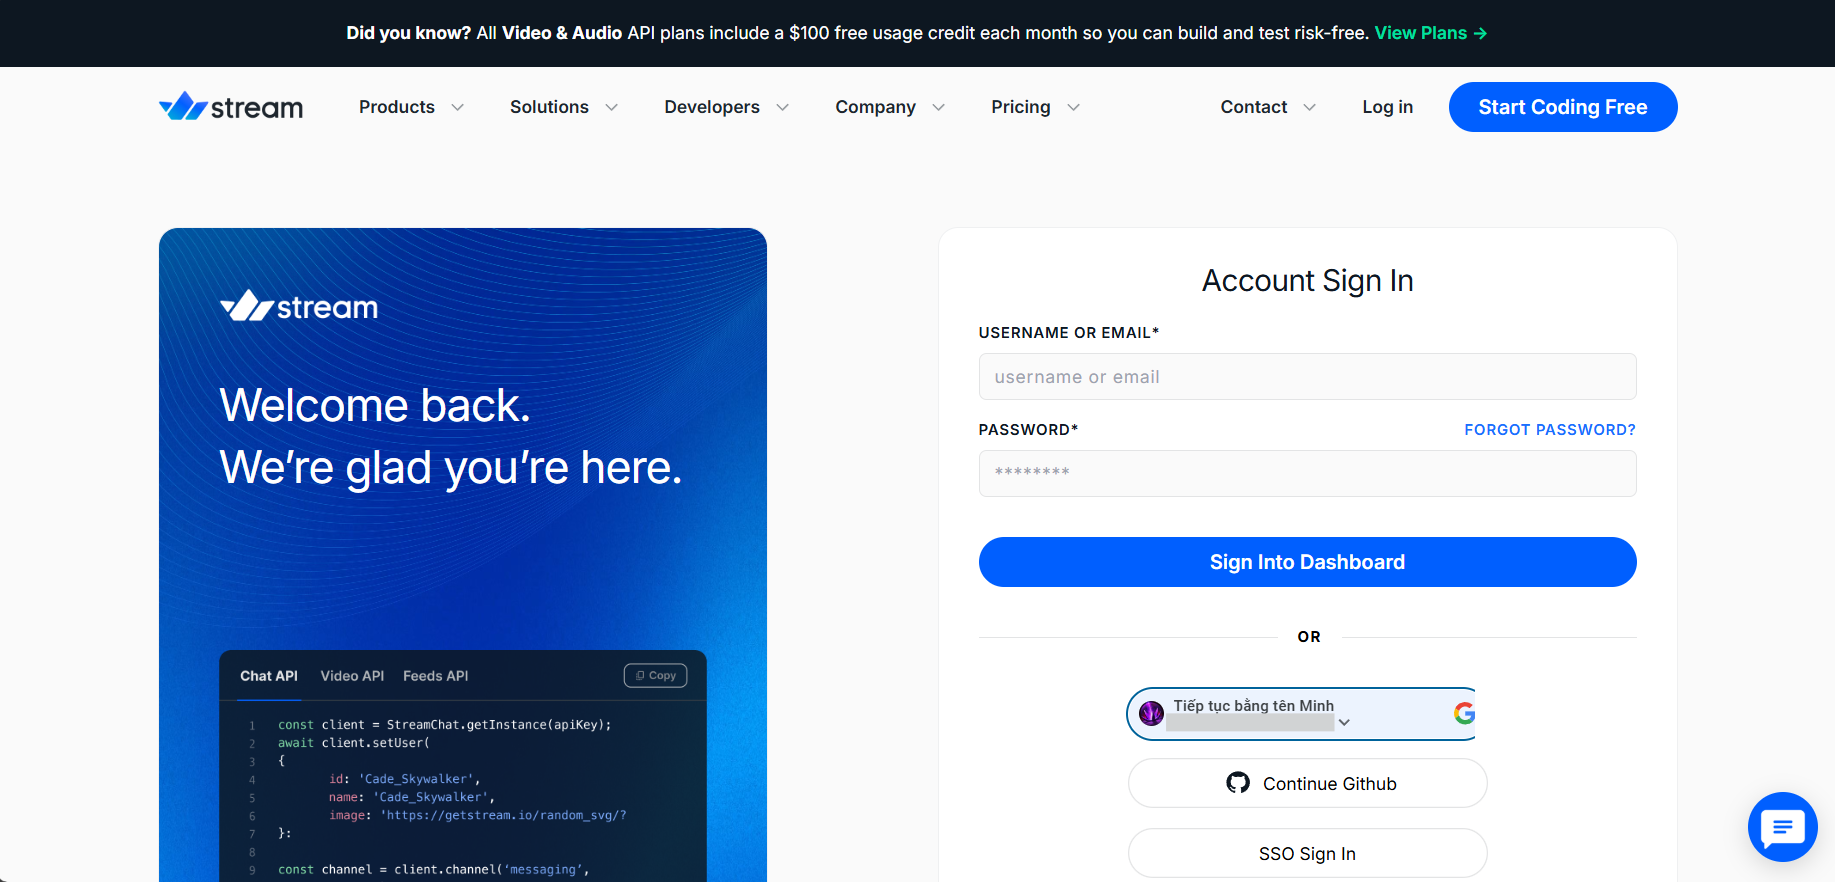 Did you know? All Video & Audio API plans include a $100 free usage credit each month so you can build and test risk-free. View Plans →
stream
Products
Solutions
Developers
Company
Pricing
Contact
Log in
Start Coding Free
stream
Welcome back.
We’re glad you’re here.
Chat API
Video API
Feeds API
Copy
1 const client = StreamChat.getInstance(apiKey);
2 await client.setUser(
3 {
4 id: 'Cade_Skywalker',
5 name: 'Cade_Skywalker',
6 image: 'https://getstream.io/random_svg/?
7 }:
8
9 const channel = client.channel(‘messaging’,
Account Sign In
USERNAME OR EMAIL*
username or email
PASSWORD*
FORGOT PASSWORD?
********
Sign Into Dashboard
OR
Tiếp tục bằng tên Minh
Continue Github
SSO Sign In